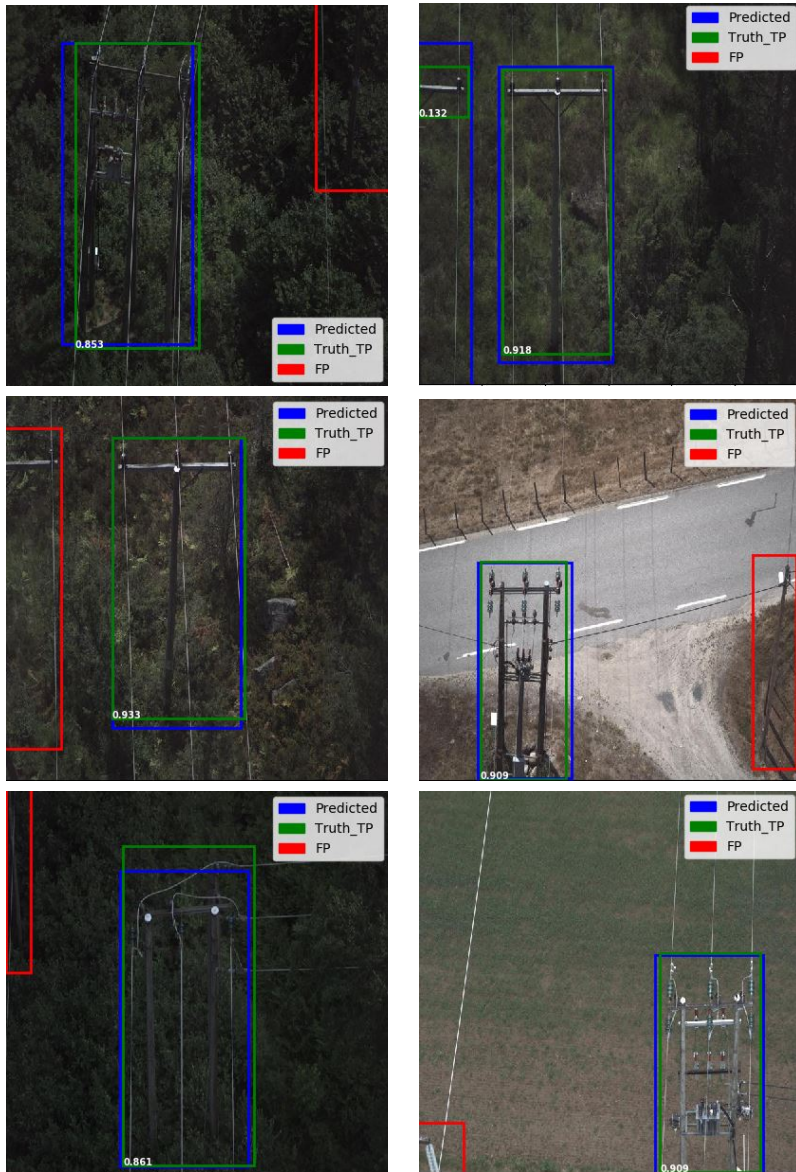 Predicted
Truth_TP
FP
0.853
Predicted
Truth_TP
FP
0.132
0.918
Predicted
Truth_TP
FP
0.933
Predicted
Truth_TP
FP
0.909
Predicted
Truth_TP
FP
0.861
Predicted
Truth_TP
FP
0.909